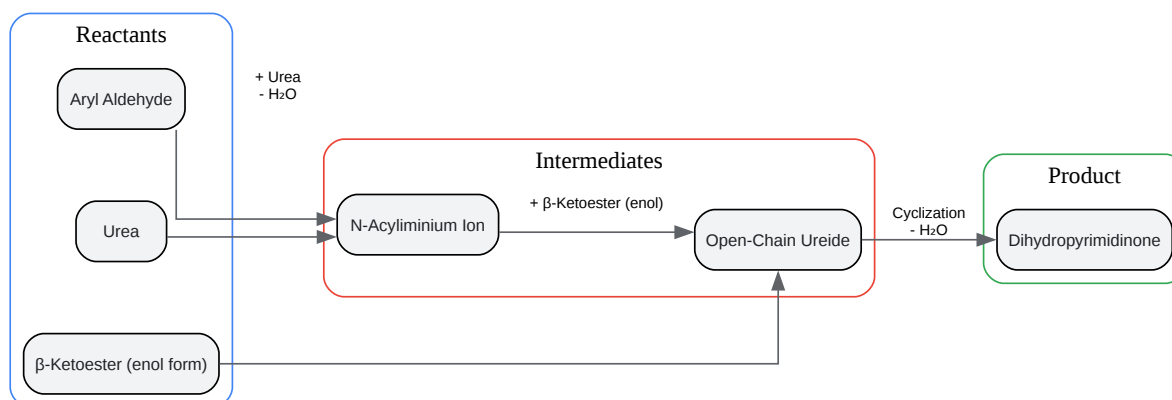 Reactants
Aryl Aldehyde
+ Urea
- H₂O
Intermediates
Product
N-Acyliminium Ion
+ β-Ketoester (enol)
Urea
Open-Chain Ureide
Cyclization
- H₂O
Dihydropyrimidinone
β-Ketoester (enol form)